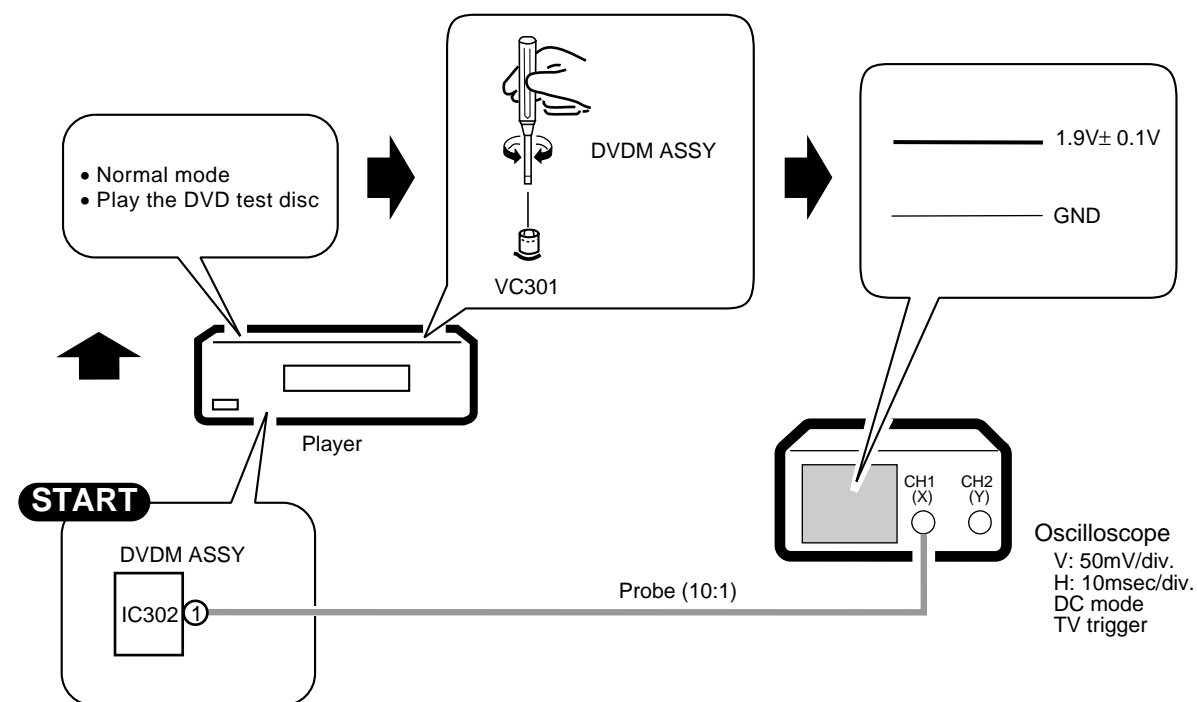 • Normal mode
• Play the DVD test disc
DVDM ASSY
VC301
1.9V± 0.1V
GND
Player
START
DVDM ASSY
IC302
1
Probe (10:1)
CH1
(X)
CH2
(Y)
Oscilloscope
V: 50mV/div.
H: 10msec/div.
DC mode
TV trigger